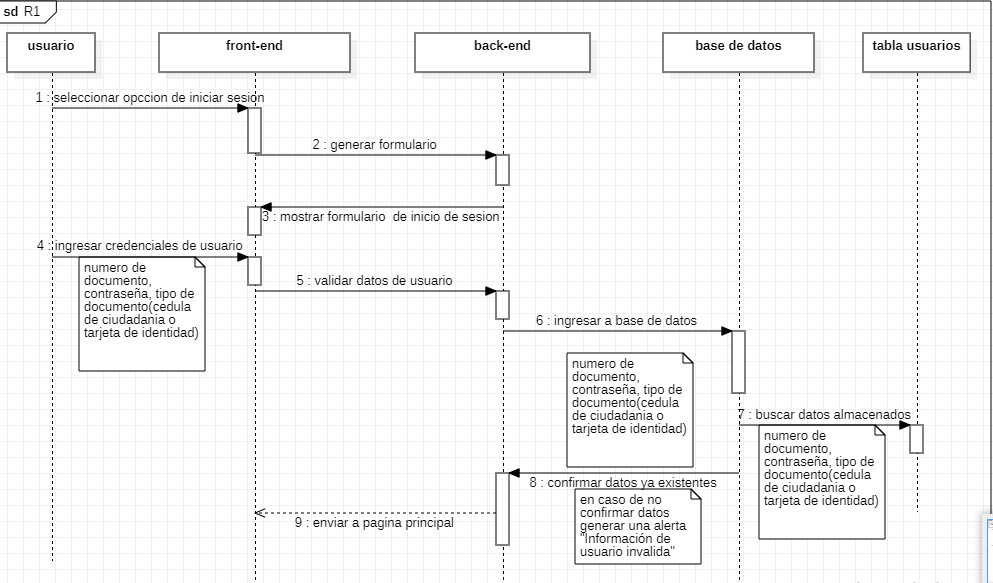 sd R1
usuario
front-end
back-end
base de datos
tabla usuarios
1 : seleccionar opccion de iniciar sesion
2 : generar formulario
3 : mostrar formulario  de inicio de sesion
4 : ingresar credenciales de usuario
numero de
documento,
contraseña, tipo de
documento(cedula
de ciudadania o
tarjeta de identidad)
5 : validar datos de usuario
6 : ingresar a base de datos
numero de
documento,
contraseña, tipo de
documento(cedula
de ciudadania o
tarjeta de identidad)
7 : buscar datos almacenados
numero de
documento,
contraseña, tipo de
documento(cedula
de ciudadania o
tarjeta de identidad)
8 : confirmar datos ya existentes
en caso de no
confirmar datos
generar una alerta
"Información de
usuario invalida"
9 : enviar a pagina principal